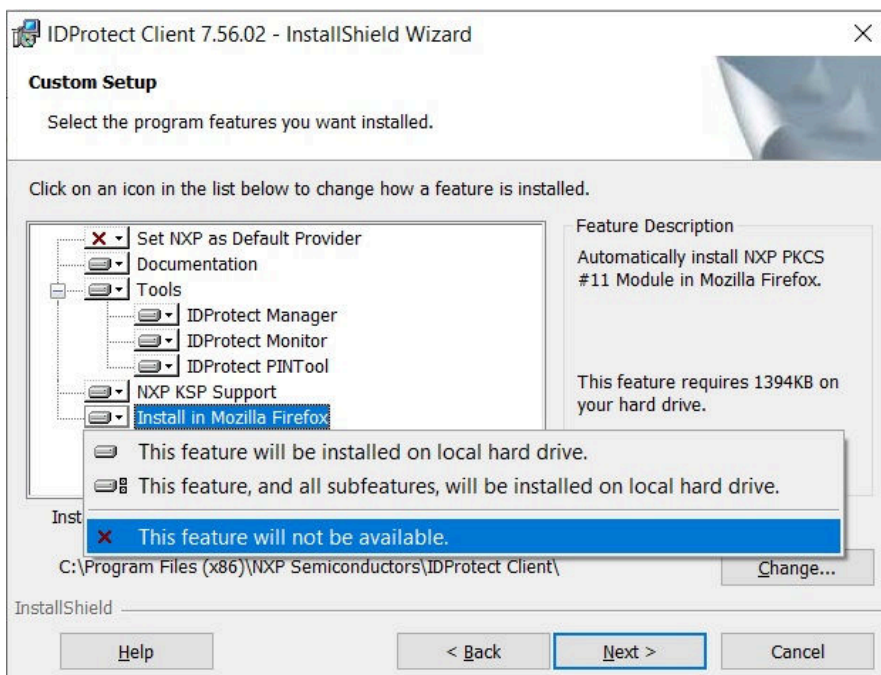 IDProtect Client 7.56.02 - InstallShield Wizard
Custom Setup
Select the program features you want installed.
Click on an icon in the list below to change how a feature is installed.
Set NXP as Default Provider
Documentation
Tools
IDProtect Manager
IDProtect Monitor
IDProtect PINTool
NXP KSP Support
Install in Mozilla Firefox
Feature Description
Automatically install NXP PKCS
#11 Module in Mozilla Firefox.
This feature requires 1394KB on
your hard drive.
This feature will be installed on local hard drive.
This feature, and all subfeatures, will be installed on local hard drive.
This feature will not be available.
Inst
C:\Program Files (x86)\NXP Semiconductors\IDProtect Client\
Change...
InstallShield
Help
< Back
Next >
Cancel